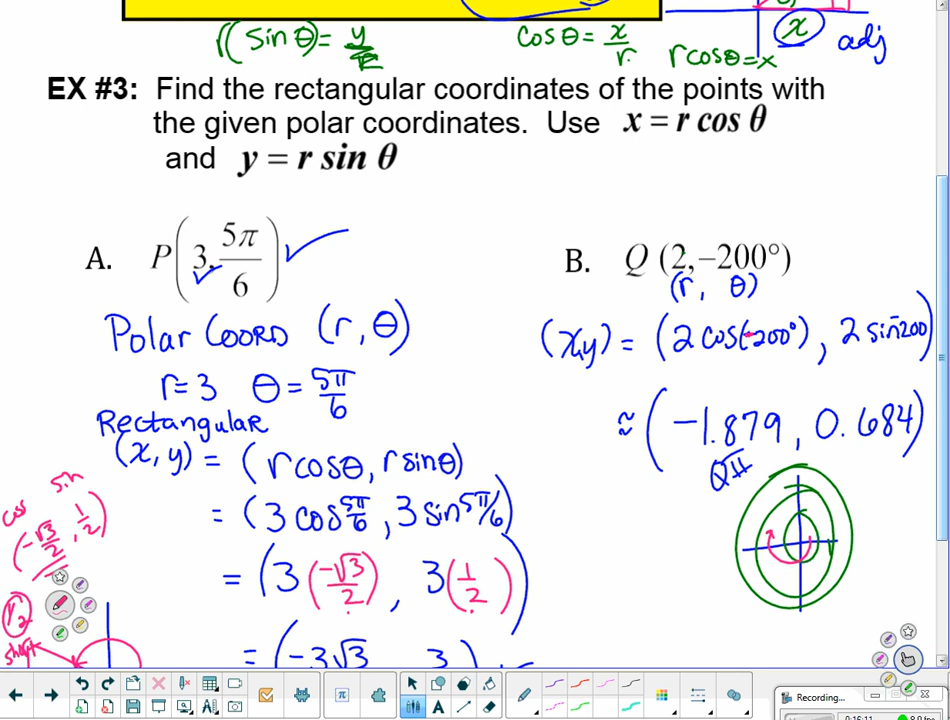 r( sin θ = y/r
cos θ = x/r
r cos θ = x
x
adj
EX #3: Find the rectangular coordinates of the points with
the given polar coordinates. Use x = r cos θ
and y = r sin θ
A. P(3, 5π/6)
Polar Coords (r, θ)
r = 3 θ = 5π/6
Rectangular
(x, y) = (r cos θ, r sin θ)
= (3 cos 5π/6, 3 sin 5π/6)
= (3(-√3/2), 3(1/2))
= (-3√3, 3
cos sin
(-√3/2, 1/2)
B. Q (2, −200°)
(r, θ)
(x,y) = (2 cos(-200°), 2 sin -200)
≈ (-1.879, 0.684)
QII
Recording...